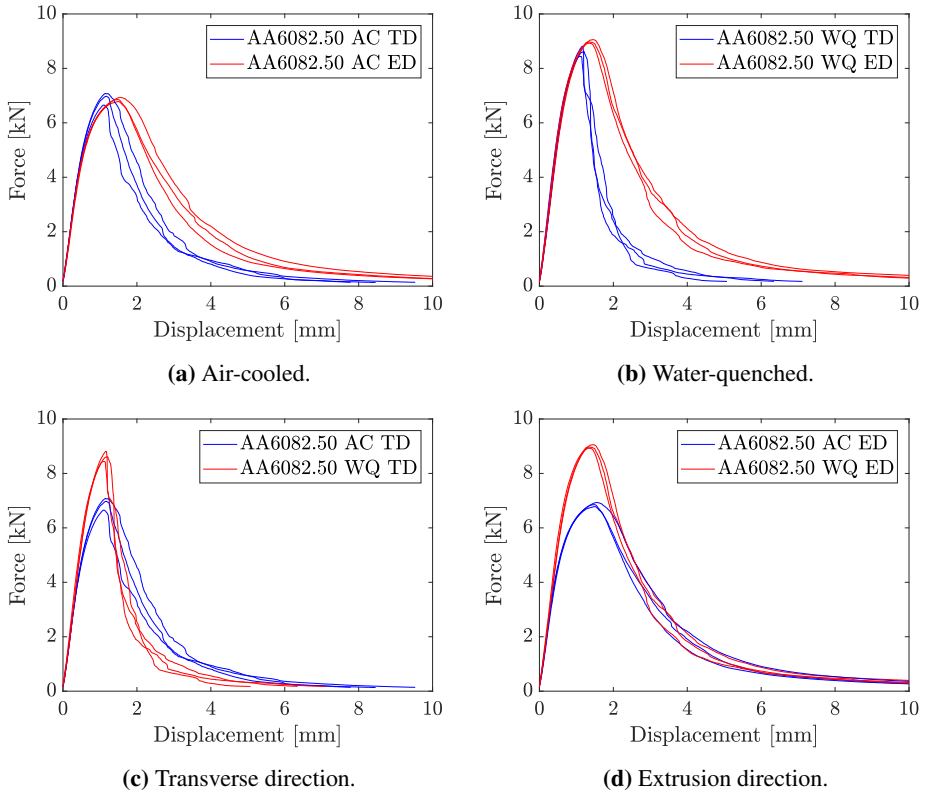 10
8
6
4
2
0
Force [kN]
AA6082.50 AC TD
AA6082.50 AC ED
0 2 4 6 8 10
Displacement [mm]
(a) Air-cooled.
10
8
6
4
2
0
Force [kN]
AA6082.50 WQ TD
AA6082.50 WQ ED
0 2 4 6 8 10
Displacement [mm]
(b) Water-quenched.
10
8
6
4
2
0
Force [kN]
AA6082.50 AC TD
AA6082.50 WQ TD
0 2 4 6 8 10
Displacement [mm]
(c) Transverse direction.
10
8
6
4
2
0
Force [kN]
AA6082.50 AC ED
AA6082.50 WQ ED
0 2 4 6 8 10
Displacement [mm]
(d) Extrusion direction.